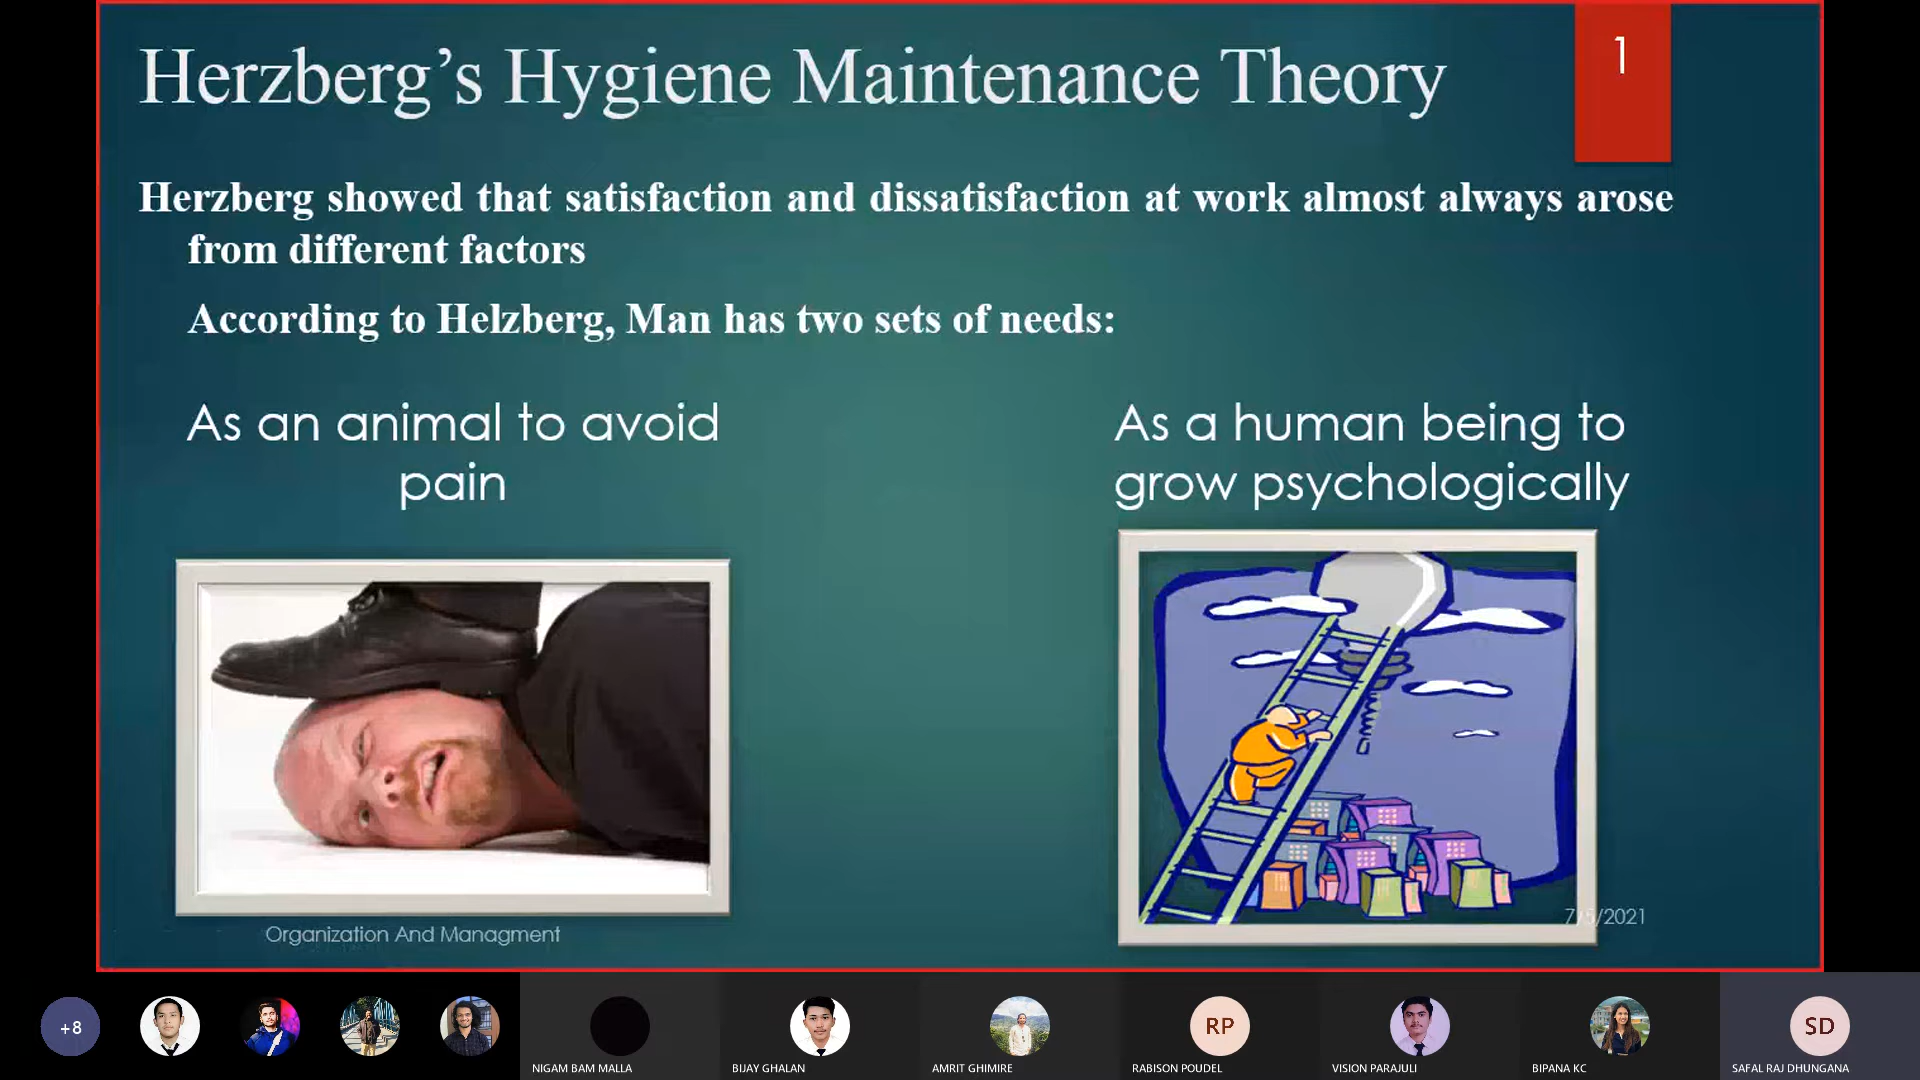 Herzberg’s Hygiene Maintenance Theory
1
Herzberg showed that satisfaction and dissatisfaction at work almost always arose
from different factors
According to Helzberg, Man has two sets of needs:
As an animal to avoid
pain
As a human being to
grow psychologically
Organization And Managment
7/5/2021
+8
NIGAM BAM MALLA
BIJAY GHALAN
AMRIT GHIMIRE
RP
RABISON POUDEL
VISION PARAJULI
BIPANA KC
SD
SAFAL RAJ DHUNGANA